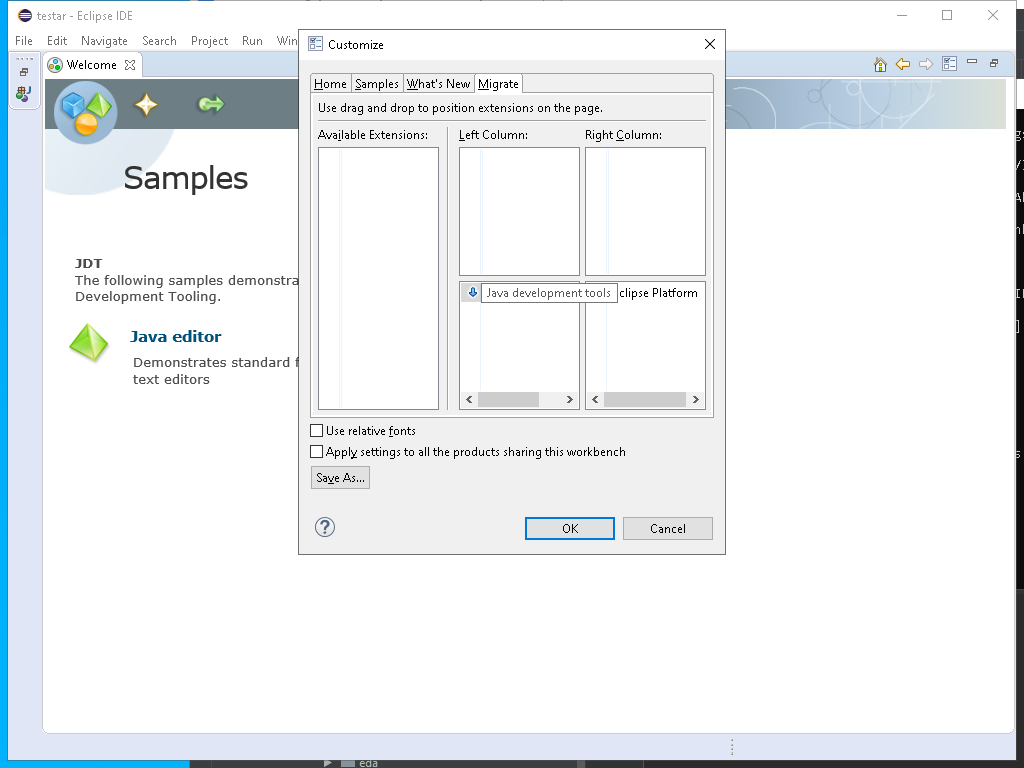 testar - Eclipse IDE
File Edit Navigate Search Project Run Win
Welcome
Customize
Home Samples What's New Migrate
Use drag and drop to position extensions on the page.
Available Extensions: Left Column: Right Column:
Java development tools clipse Platform
Use relative fonts
Apply settings to all the products sharing this workbench
Save As...
OK Cancel
Samples
JDT
The following samples demonstra
Development Tooling.
Java editor
Demonstrates standard f
text editors
eda